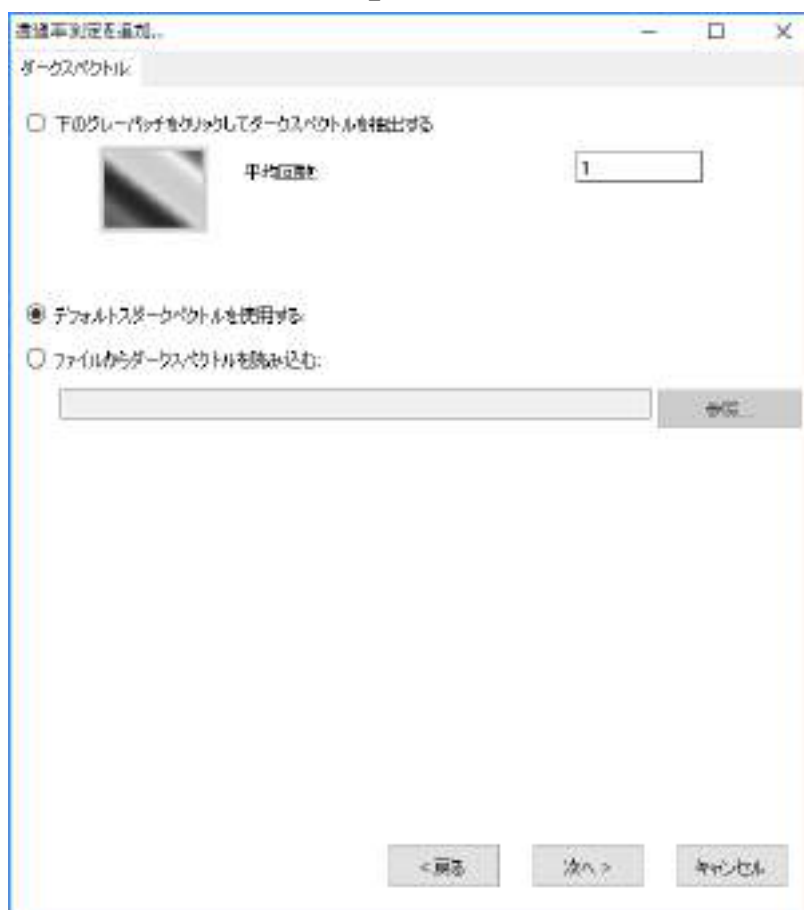 透過率測定を追加...
ダークスペクトル
下のグレーパッチをクリックしてダークスペクトルを抽出する
平均回数
1
デフォルトスダークペクトルを使用する:
ファイルからダークスペクトルを読み込む:
参照...
< 戻る
次へ >
キャンセル